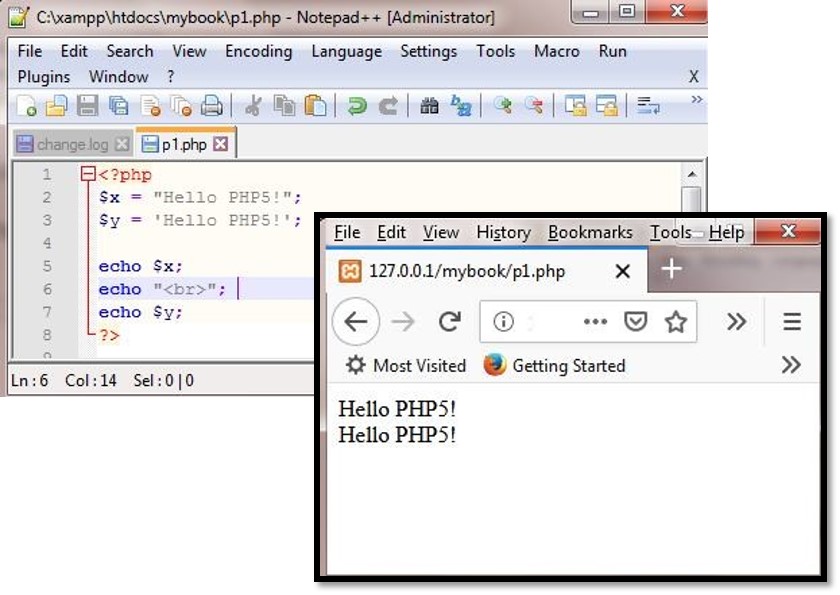 C:\xampp\htdocs\mybook\p1.php - Notepad++ [Administrator]
File Edit Search View Encoding Language Settings Tools Macro Run
Plugins Window ? X
change.log p1.php
1 <?php
2 $x = "Hello PHP5!";
3 $y = 'Hello PHP5!';
4
5 echo $x;
6 echo "<br>";
7 echo $y;
8 ?>
Ln:6 Col:14 Sel:0|0
File Edit View History Bookmarks Tools Help
127.0.0.1/mybook/p1.php
Most Visited Getting Started
Hello PHP5!
Hello PHP5!